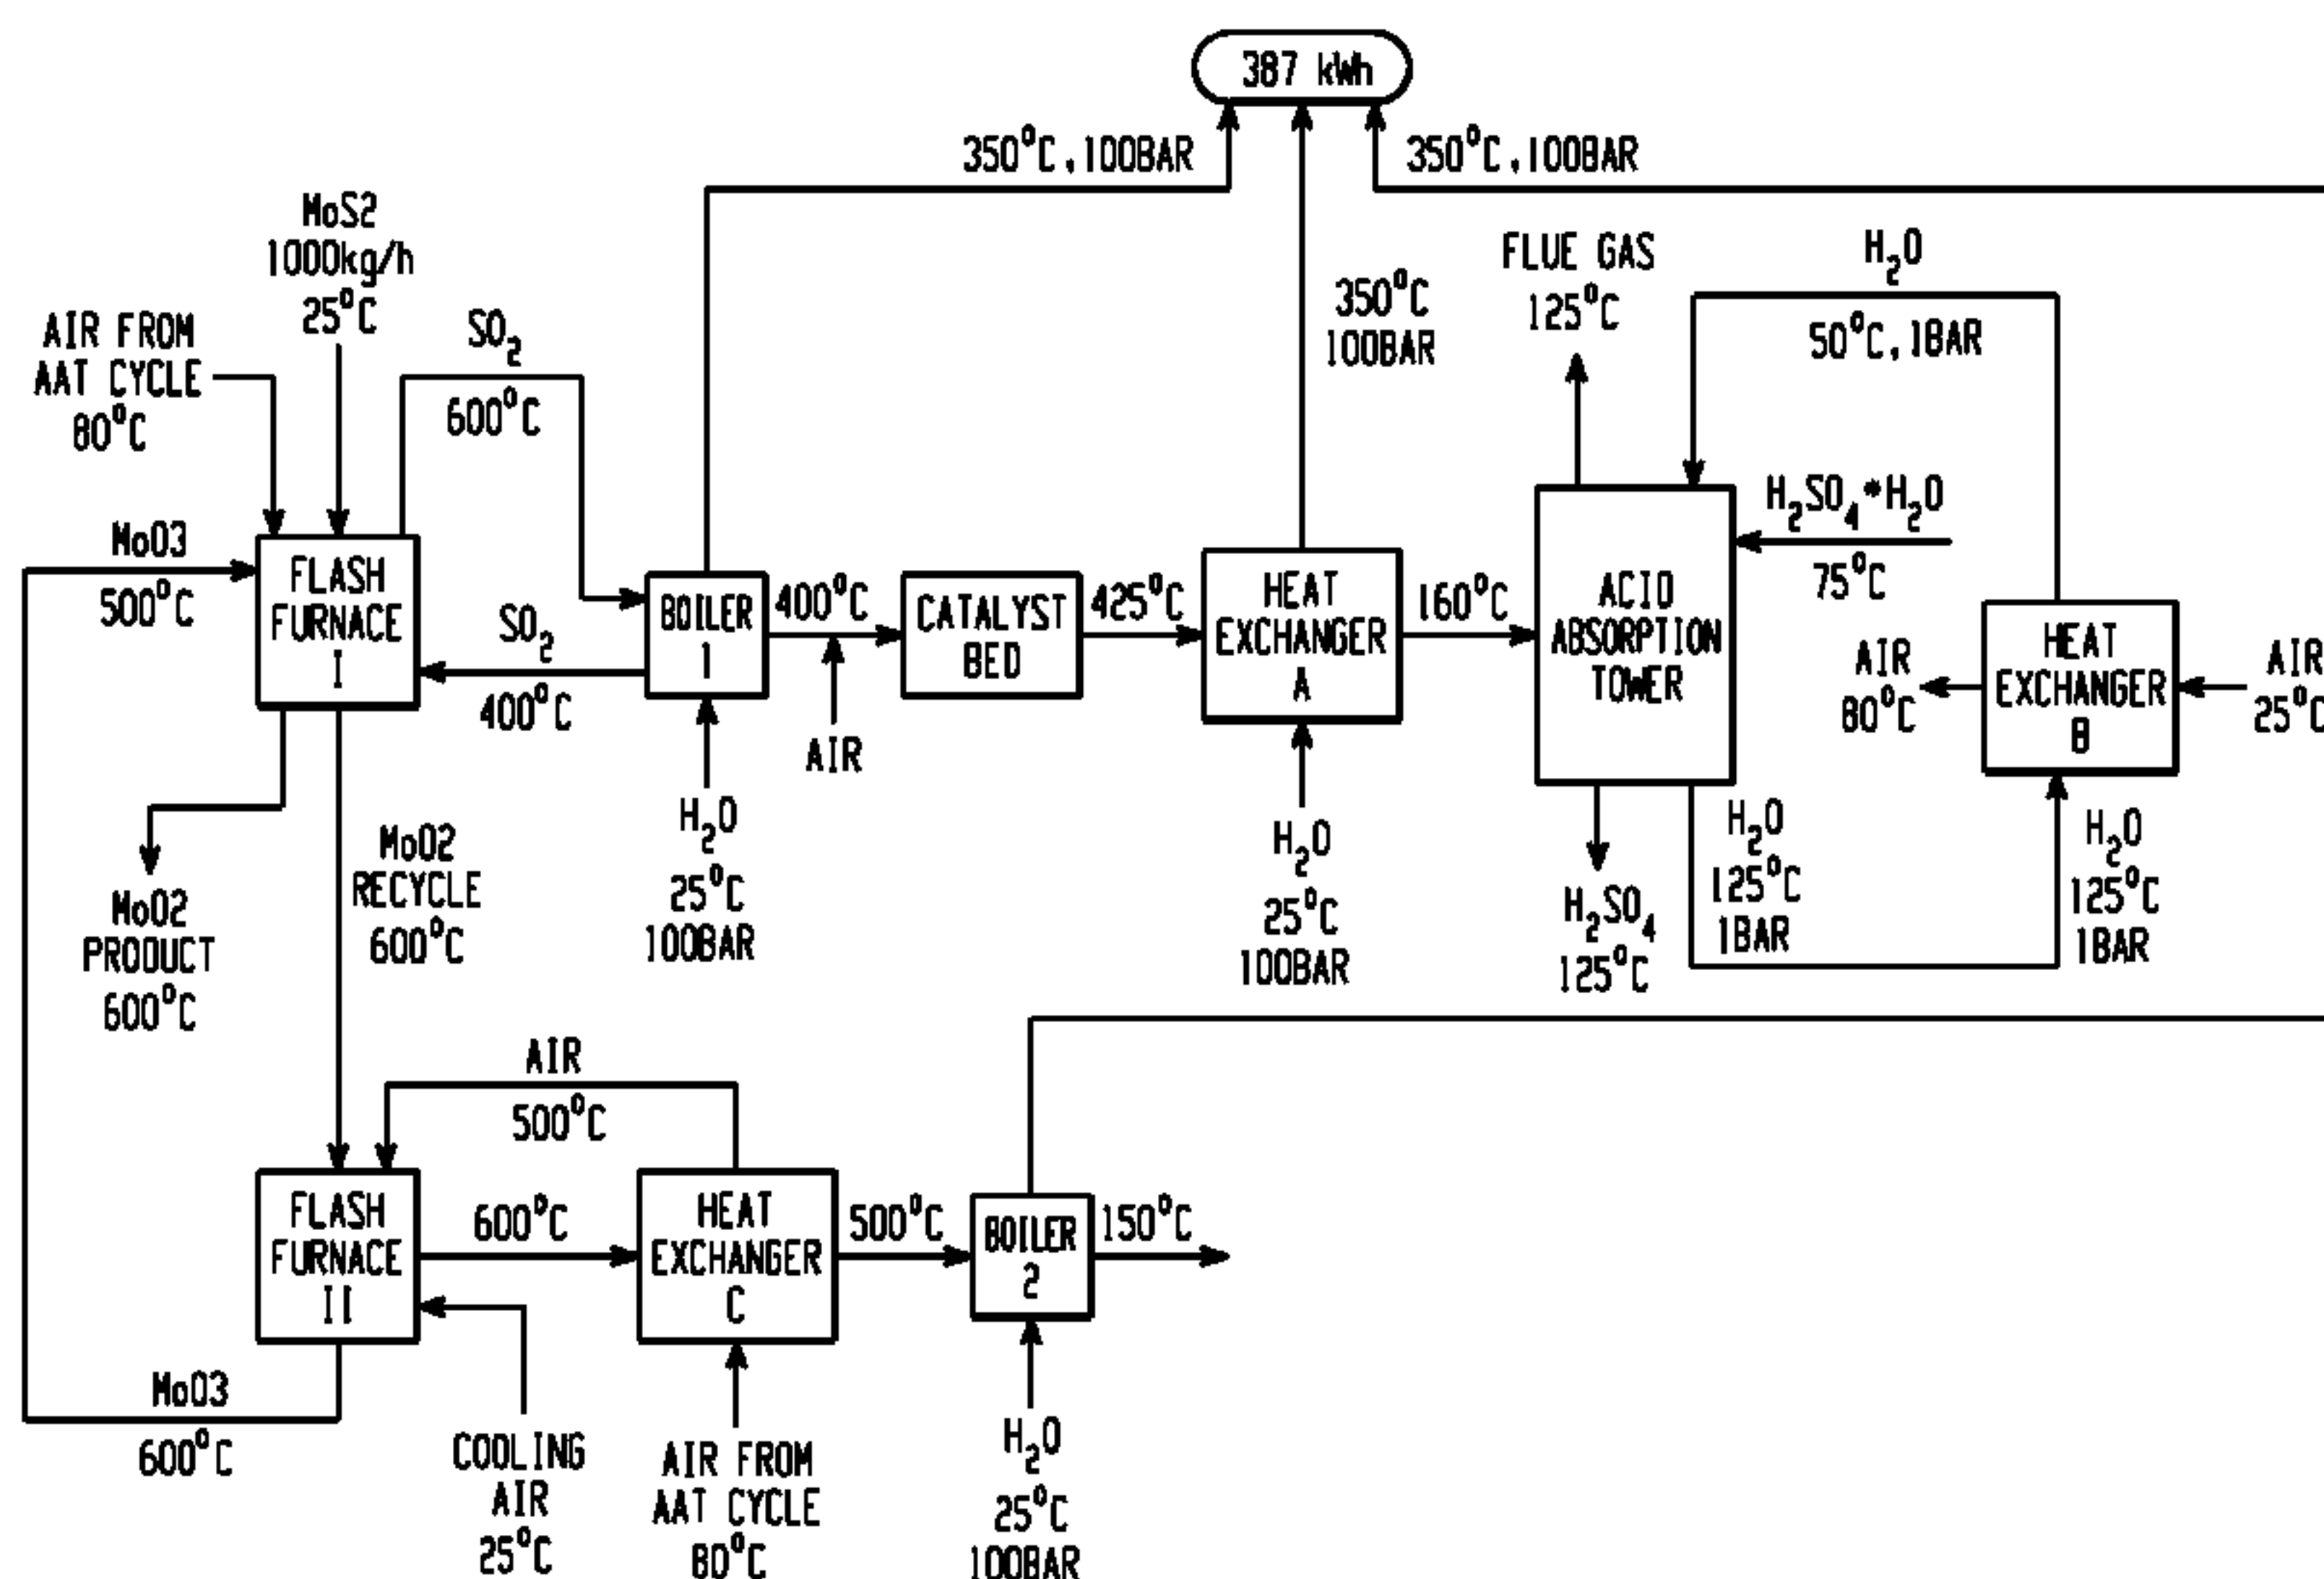 387 kWh
350°C, 100BAR
350°C, 100BAR
MoS2
1000kg/h
25°C
AIR FROM
AAT CYCLE
80°C
SO2
600°C
350°C
100BAR
FLUE GAS
125°C
H2O
50°C, 1BAR
MoO3
500°C
FLASH
FURNACE
I
SO2
400°C
BOILER
1
400°C
AIR
CATALYST
BED
425°C
HEAT
EXCHANGER
A
160°C
ACID
ABSORPTION
TOWER
H2SO4*H2O
75°C
AIR
80°C
HEAT
EXCHANGER
B
AIR
25°C
MoO2
PRODUCT
600°C
MoO2
RECYCLE
600°C
H2O
25°C
100BAR
H2O
25°C
100BAR
H2SO4
125°C
H2O
125°C
1BAR
H2O
125°C
1BAR
AIR
500°C
FLASH
FURNACE
II
600°C
HEAT
EXCHANGER
C
500°C
BOILER
2
150°C
MoO3
600°C
COOLING
AIR
25°C
AIR FROM
AAT CYCLE
80°C
H2O
25°C
100BAR